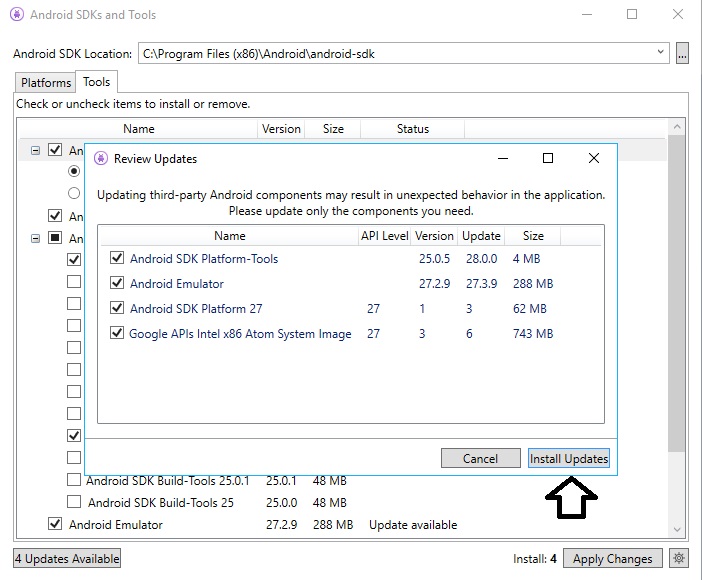 Android SDKs and Tools
Android SDK Location: C:\Program Files (x86)\Android\android-sdk ...
Platforms Tools
Check or uncheck items to install or remove.
Name Version Size Status
An
Review Updates
Updating third-party Android components may result in unexpected behavior in the application.
Please update only the components you need.
An
An
Name API Level Version Update Size
Android SDK Platform-Tools 25.0.5 28.0.0 4 MB
Android Emulator 27.2.9 27.3.9 288 MB
Android SDK Platform 27 27 1 3 62 MB
Google APIs Intel x86 Atom System Image 27 3 6 743 MB
Cancel Install Updates
Android SDK Build-Tools 25.0.1 25.0.1 48 MB
Android SDK Build-Tools 25 25.0.0 48 MB
Android Emulator 27.2.9 288 MB Update available
4 Updates Available Install: 4 Apply Changes